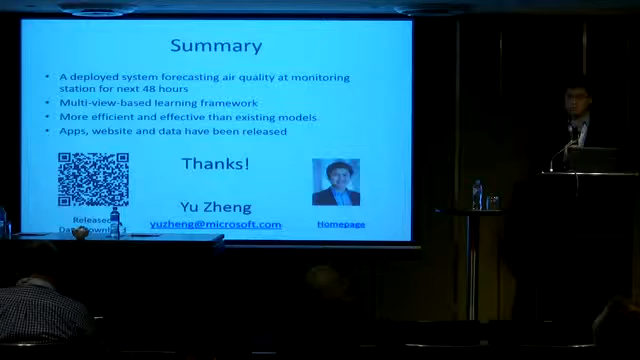 Summary
• A deployed system forecasting air quality at monitoring
station for next 48 hours
• Multi-view-based learning framework
• More efficient and effective than existing models
• Apps, website and data have been released
Thanks!
Yu Zheng
yuzheng@microsoft.com
Released
Data Download
Homepage